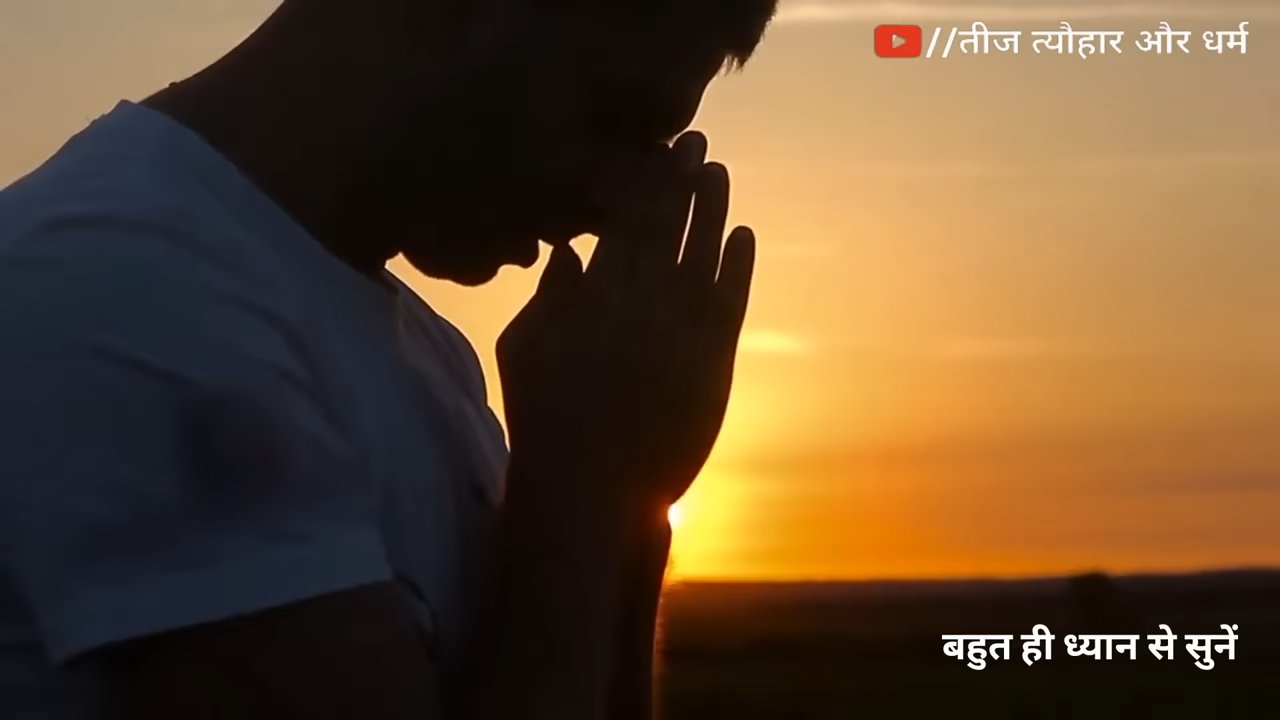 //तीज त्यौहार और धर्म
बहुत ही ध्यान से सुनें